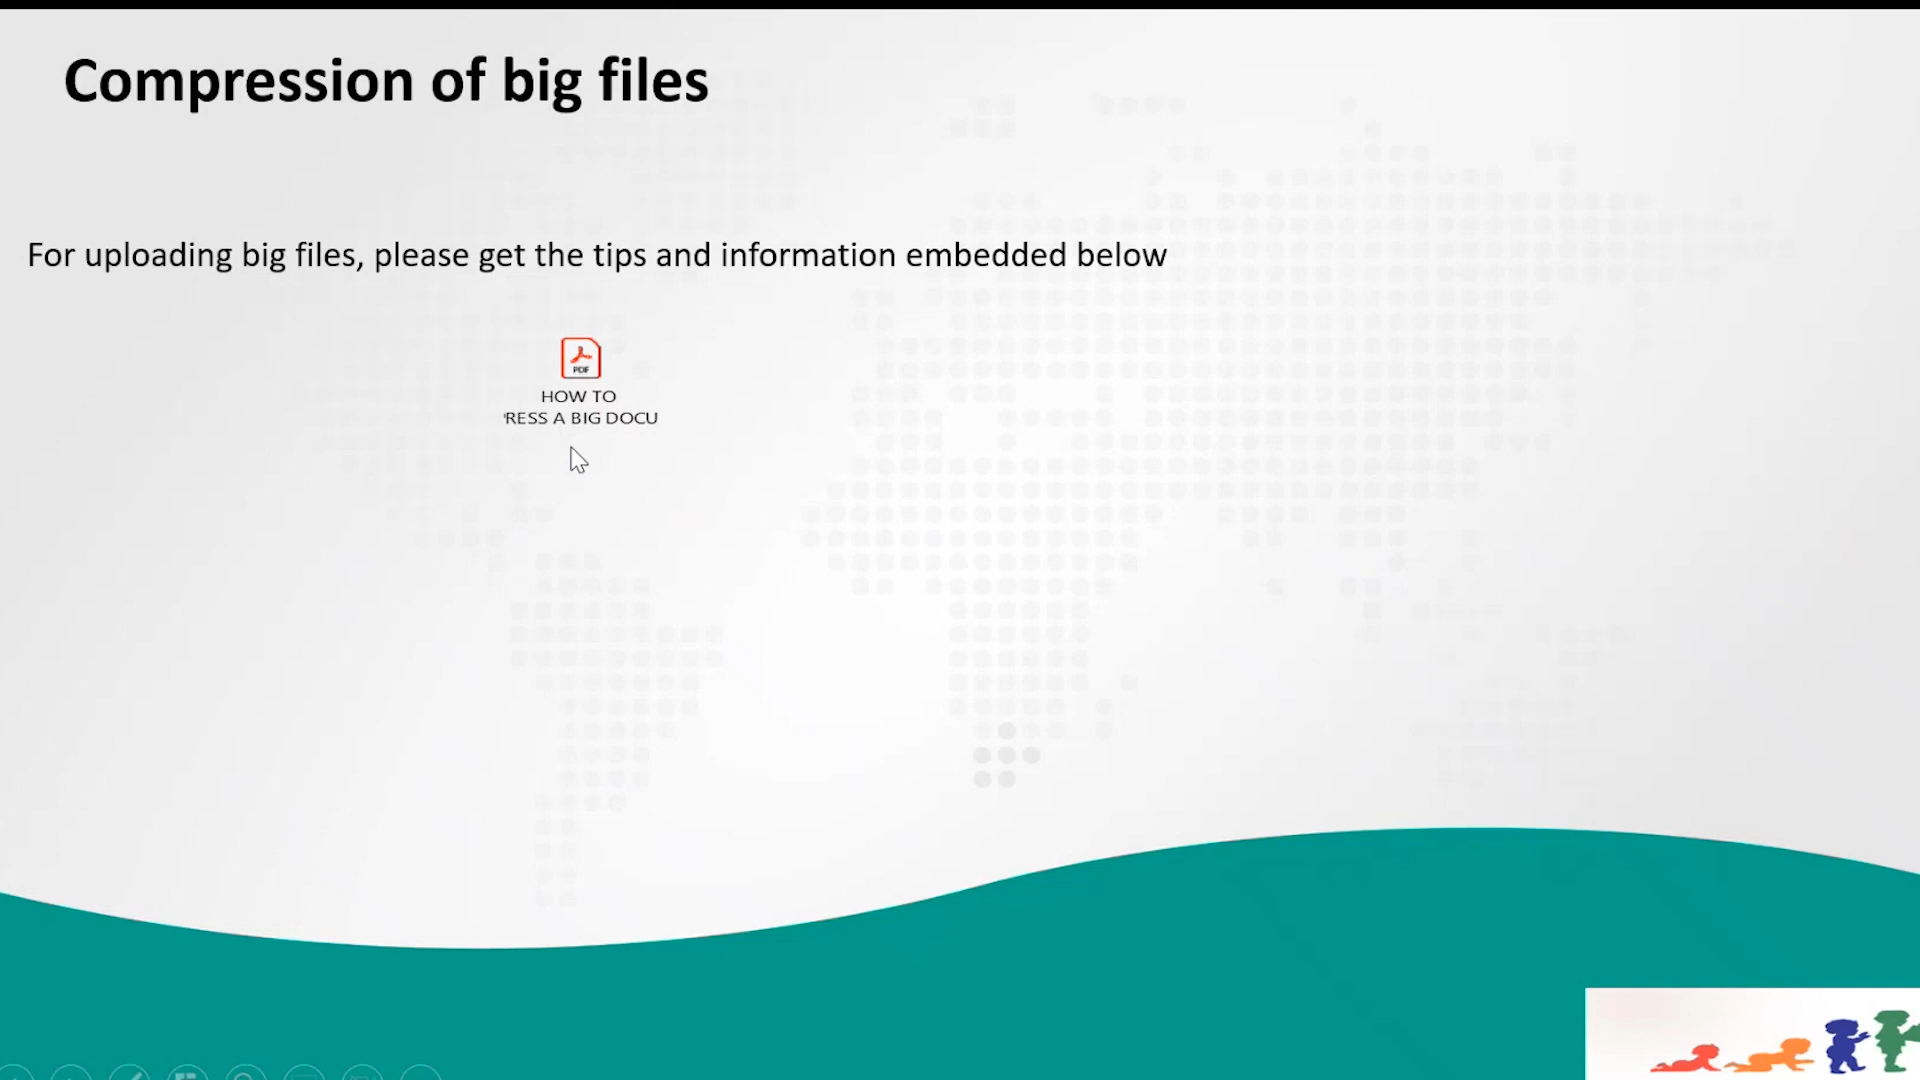 Compression of big files
For uploading big files, please get the tips and information embedded below
PDF
HOW TO
RESS A BIG DOCU